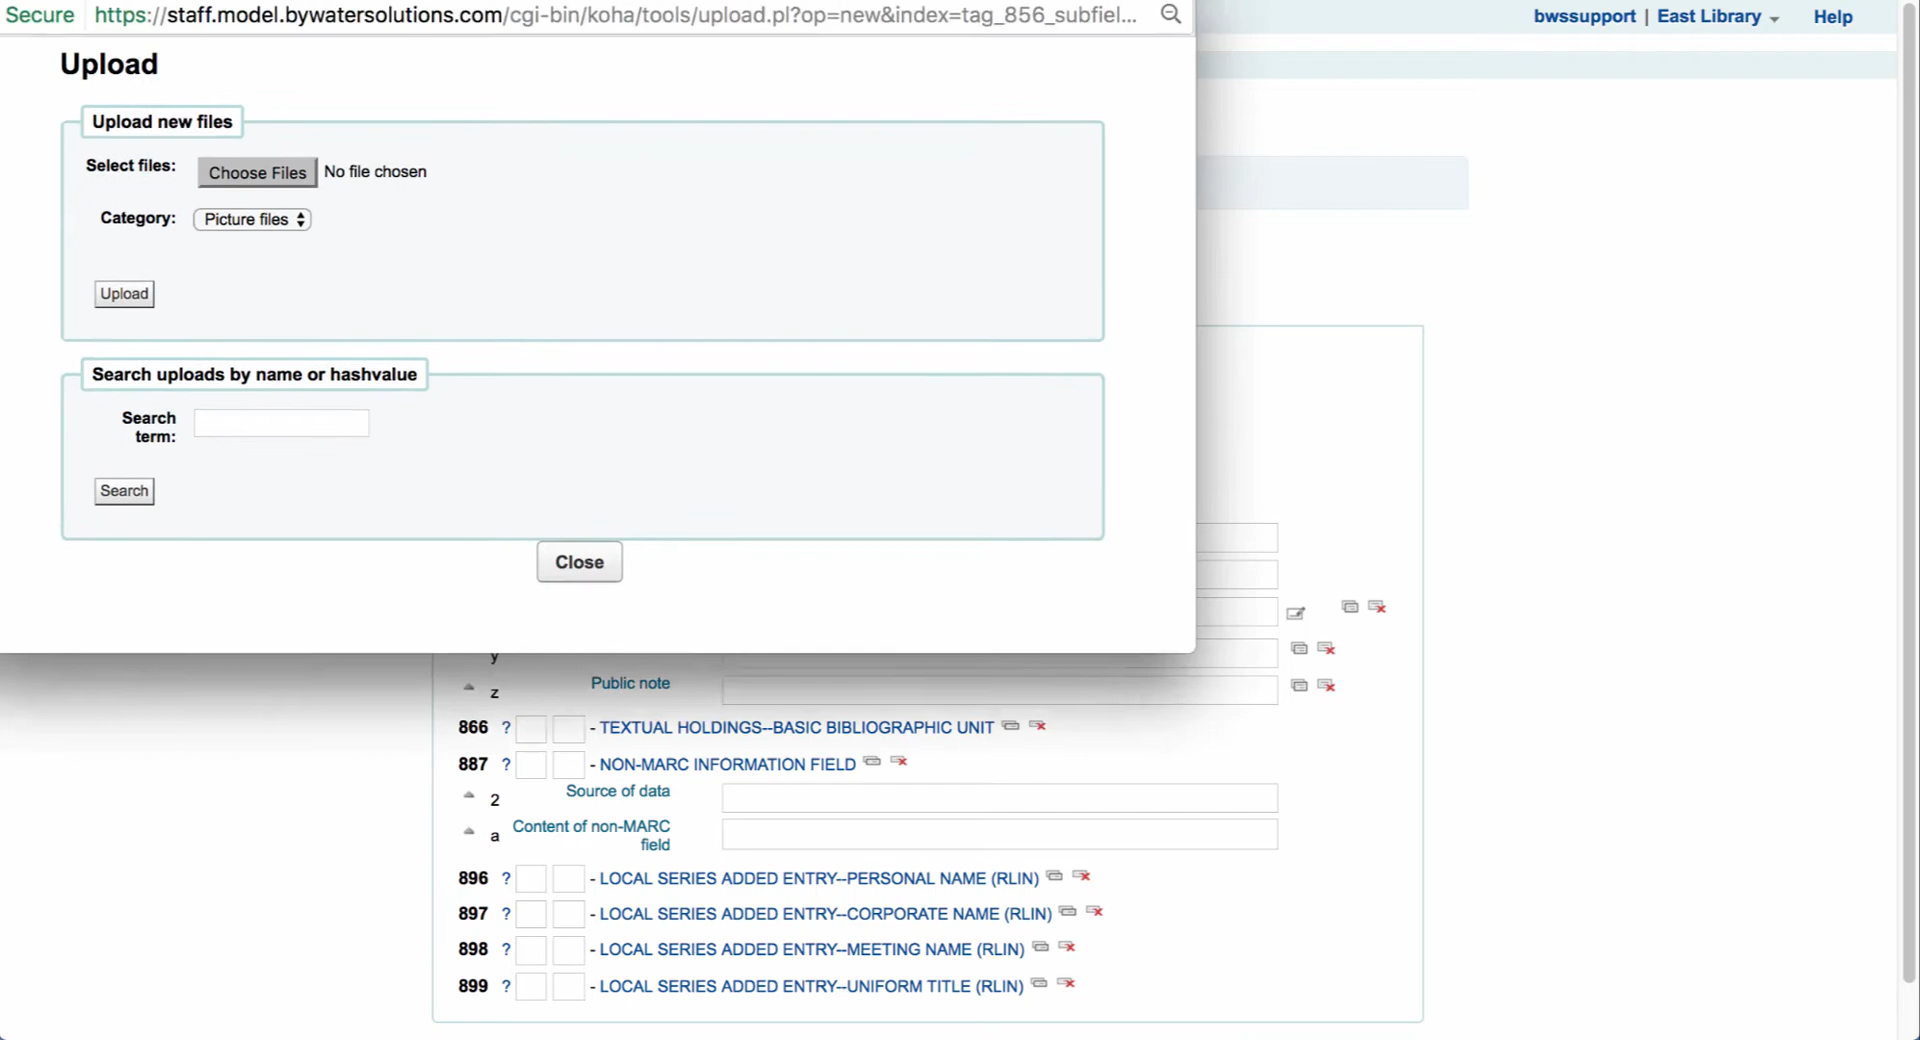 Secure https://staff.model.bywatersolutions.com/cgi-bin/koha/tools/upload.pl?op=new&index=tag_856_subfiel...
bwssupport | East Library Help
Upload
Upload new files
Select files: Choose Files No file chosen
Category: Picture files
Upload
Search uploads by name or hashvalue
Search term:
Search
Close
y
z Public note
866 ? - TEXTUAL HOLDINGS--BASIC BIBLIOGRAPHIC UNIT
887 ? - NON-MARC INFORMATION FIELD
2 Source of data
a Content of non-MARC
field
896 ? - LOCAL SERIES ADDED ENTRY--PERSONAL NAME (RLIN)
897 ? - LOCAL SERIES ADDED ENTRY--CORPORATE NAME (RLIN)
898 ? - LOCAL SERIES ADDED ENTRY--MEETING NAME (RLIN)
899 ? - LOCAL SERIES ADDED ENTRY--UNIFORM TITLE (RLIN)